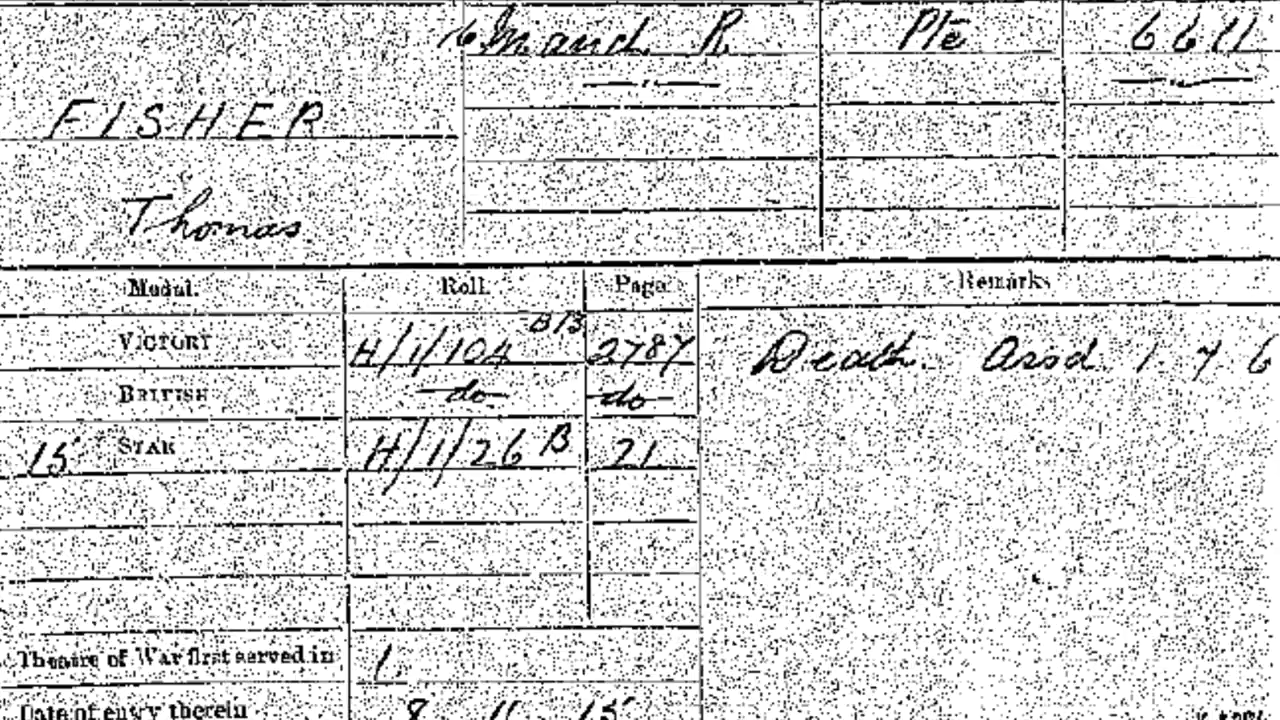 16/Manch. R. Pte 6611
—"— —"—
FISHER
Thomas
Medal. Roll. Page. Remarks
VICTORY H/1/104 B13 2787 Death. Assd. 1. 7. 6
BRITISH —do— —do—
15 STAR H/1/26 B 21
Theatre of War first served in 1.
Date of entry therein 8. 11. 15